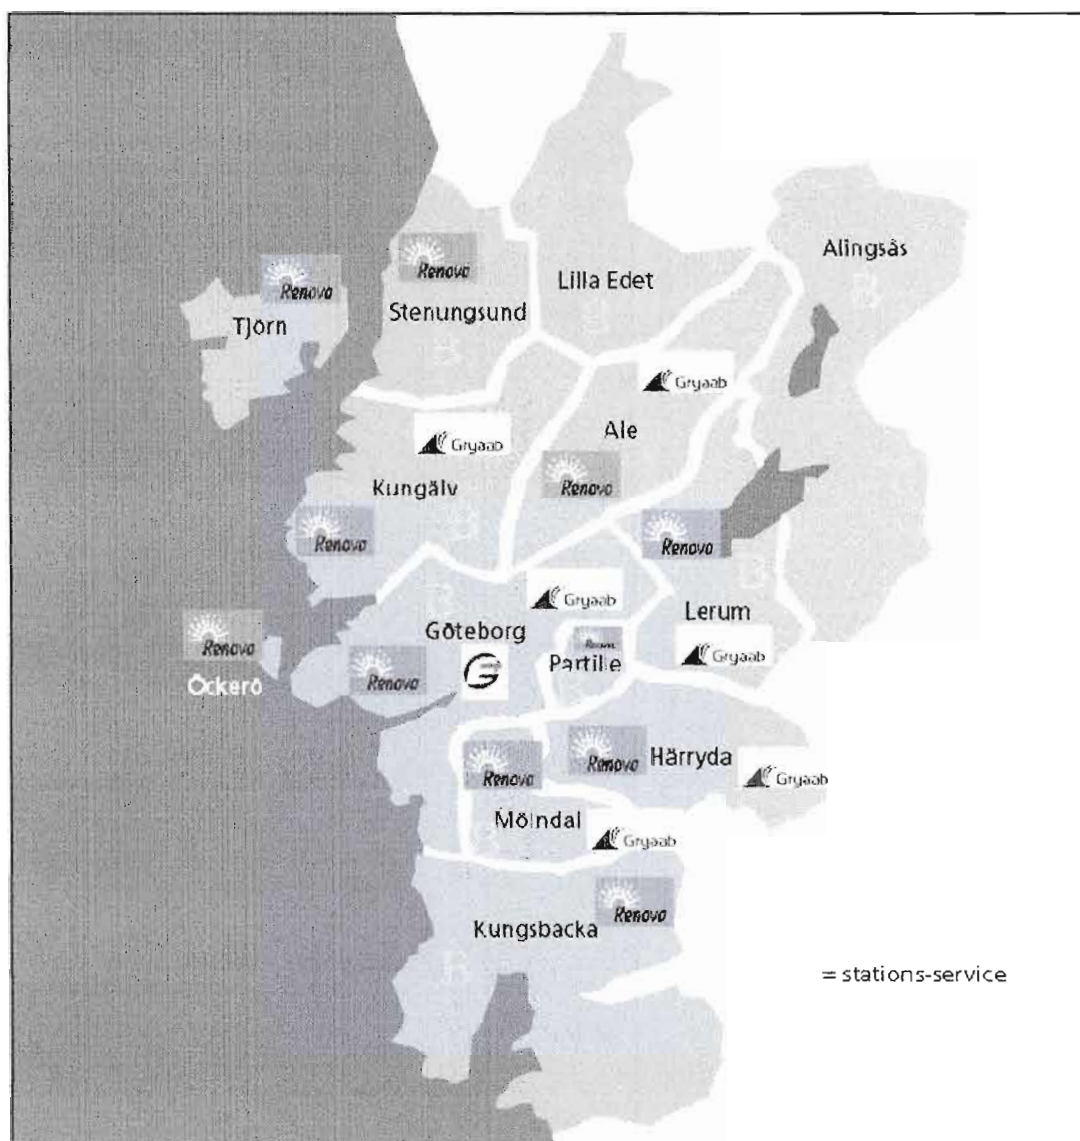 Alingsås
Renova
Lilla Edet
Renova
Stenungsund
Tjörn
Gryaab
Ale
Gryaab
Renova
Kungälv
Renova
Renova
Gryaab
Lerum
Göteborg
Renova
Partille
Gryaab
Renova
Öckerö
Renova
Renova
Härryda
Renova
Gryaab
Mölndal
Gryaab
Renova
Kungsbacka
= stations-service